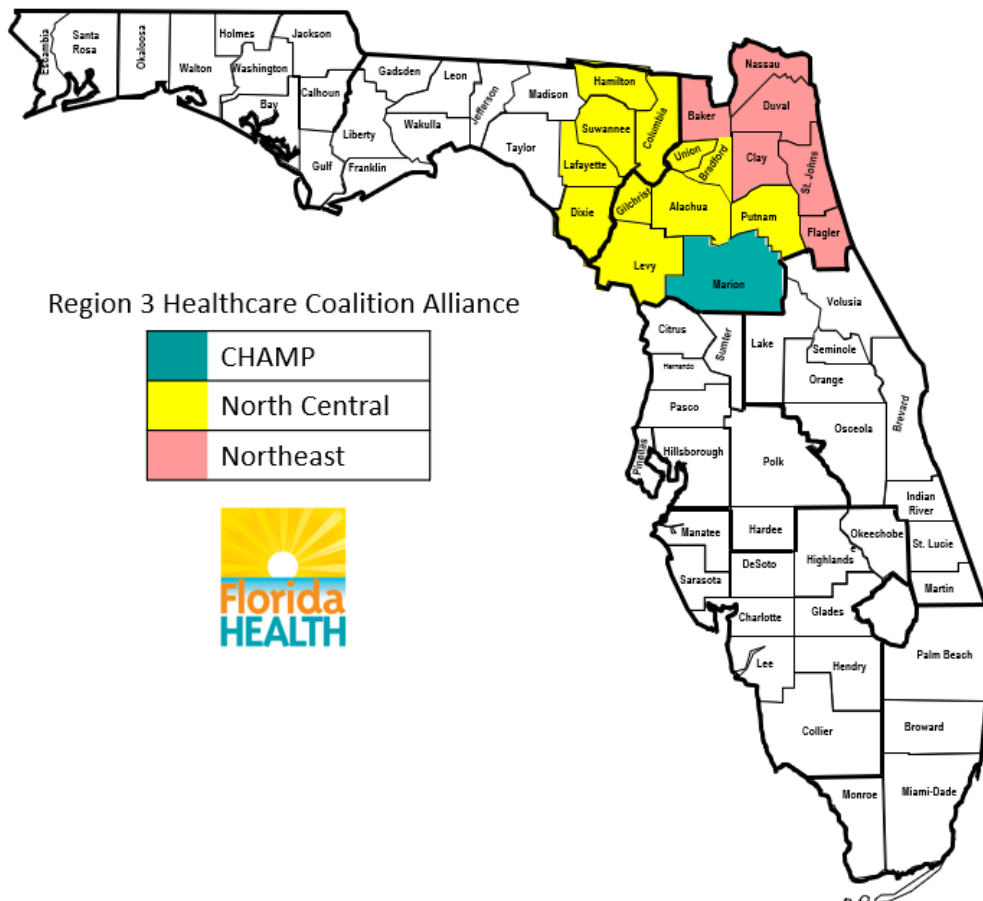 Escambia
Santa
Rosa
Okaloosa
Walton
Holmes
Washington
Jackson
Bay
Calhoun
Gulf
Liberty
Franklin
Gadsden
Leon
Wakulla
Jefferson
Madison
Taylor
Hamilton
Suwannee
Lafayette
Dixie
Columbia
Baker
Union
Bradford
Gilchrist
Alachua
Levy
Nassau
Duval
Clay
St. Johns
Putnam
Flagler
Marion
Region 3 Healthcare Coalition Alliance
CHAMP
North Central
Northeast
Florida
HEALTH
Volusia
Citrus
Sumter
Lake
Seminole
Hernando
Orange
Pasco
Brevard
Osceola
Pinellas
Hillsborough
Polk
Indian
River
Manatee
Hardee
Okeechobe
e
St. Lucie
Highlands
DeSoto
Sarasota
Martin
Charlotte
Glades
Palm Beach
Lee
Hendry
Collier
Broward
Monroe
Miami-Dade